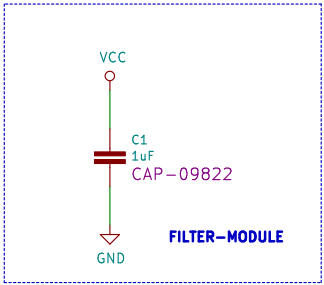 VCC
C1
1uF
CAP-09822
FILTER-MODULE
GND